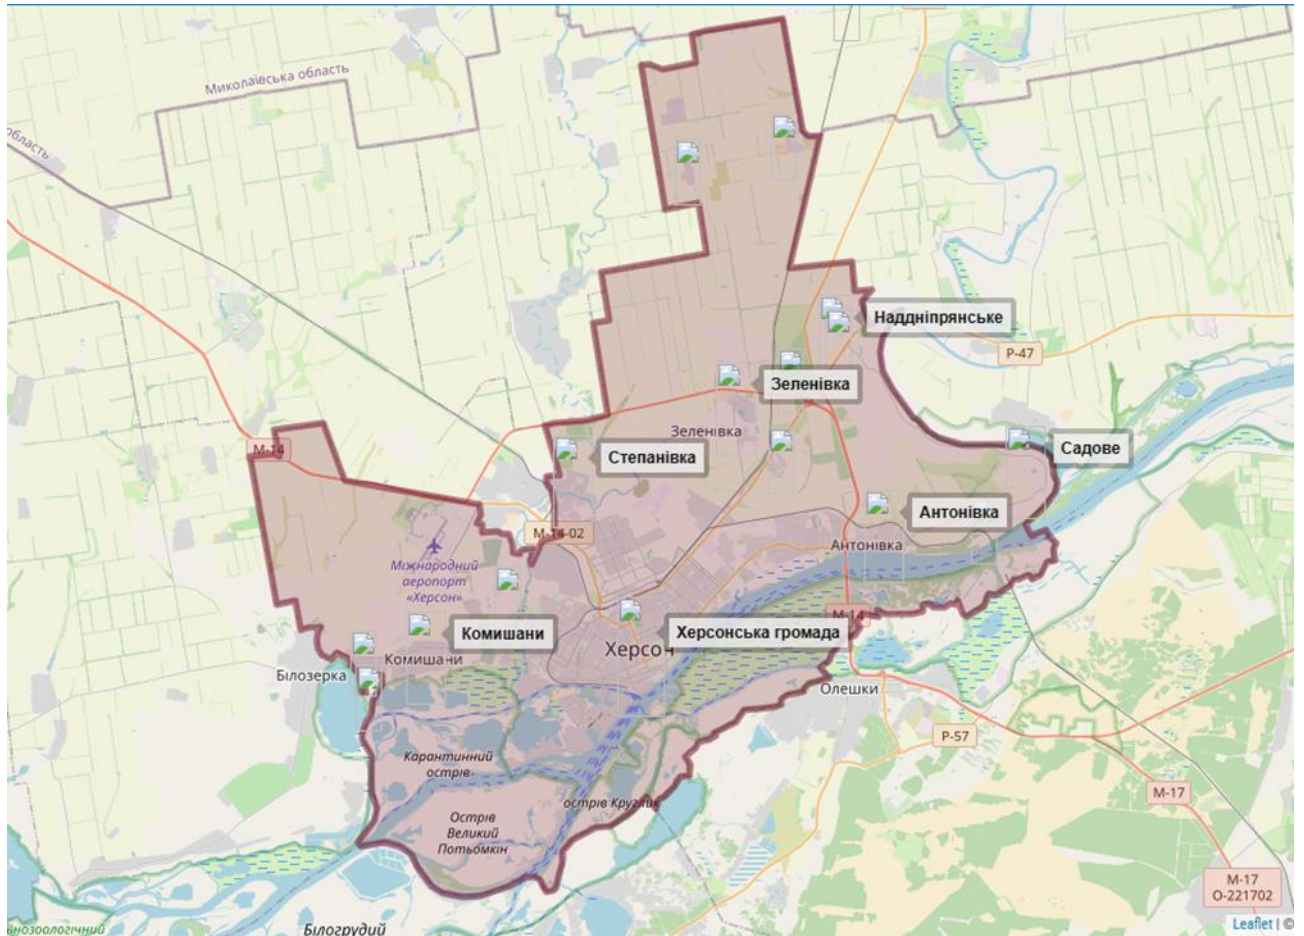 Миколаївська область
область
Наддніпрянське
Р-47
Зеленівка
Зеленівка
Садове
М-14
Степанівка
Антонівка
М-14-02
Антонівка
Міжнародний
аеропорт
«Херсон»
М-14
Комишани
Херсонська громада
Херсон
Комишани
Білозерка
Олешки
Р-57
Карантинний
острів
М-17
острів Круглик
Острів
Великий
Потьомкін
М-17
О-221702
Білогрудий
Leaflet | ©